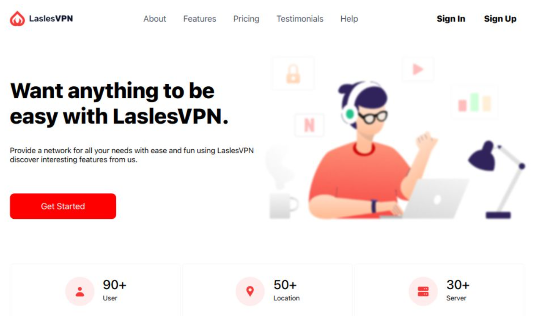 LaslesVPN
About Features Pricing Testimonials Help
Sign In Sign Up
Want anything to be
easy with LaslesVPN.
Provide a network for all your needs with ease and fun using LaslesVPN
discover interesting features from us.
Get Started
N
90+
User
50+
Location
30+
Server